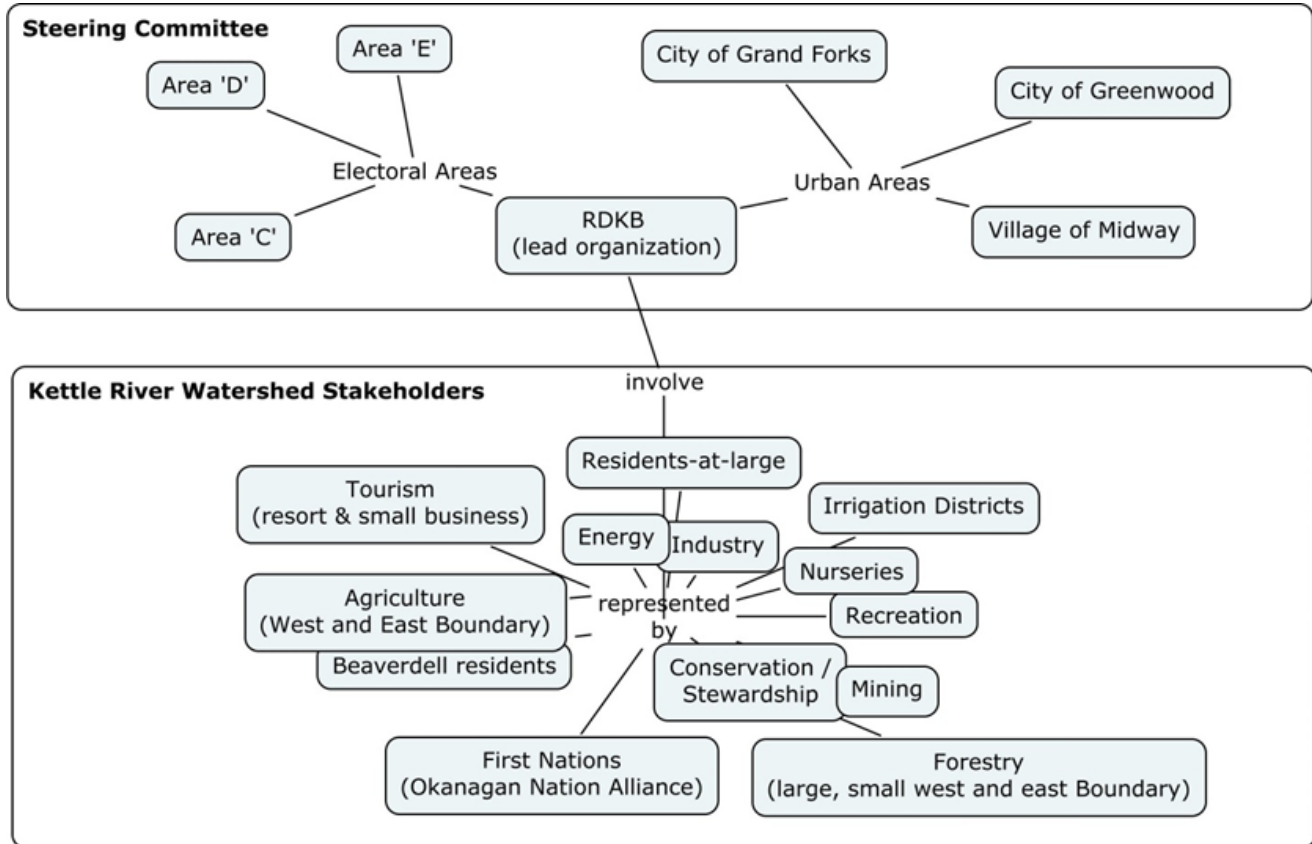 Steering Committee
Area 'E'
City of Grand Forks
Area 'D'
City of Greenwood
Electoral Areas
Urban Areas
Area 'C'
RDKB
(lead organization)
Village of Midway
involve
Kettle River Watershed Stakeholders
Residents-at-large
Tourism
(resort & small business)
Irrigation Districts
Energy
Industry
Nurseries
Agriculture
(West and East Boundary)
represented
by
Recreation
Beaverdell residents
Conservation /
Stewardship
Mining
First Nations
(Okanagan Nation Alliance)
Forestry
(large, small west and east Boundary)